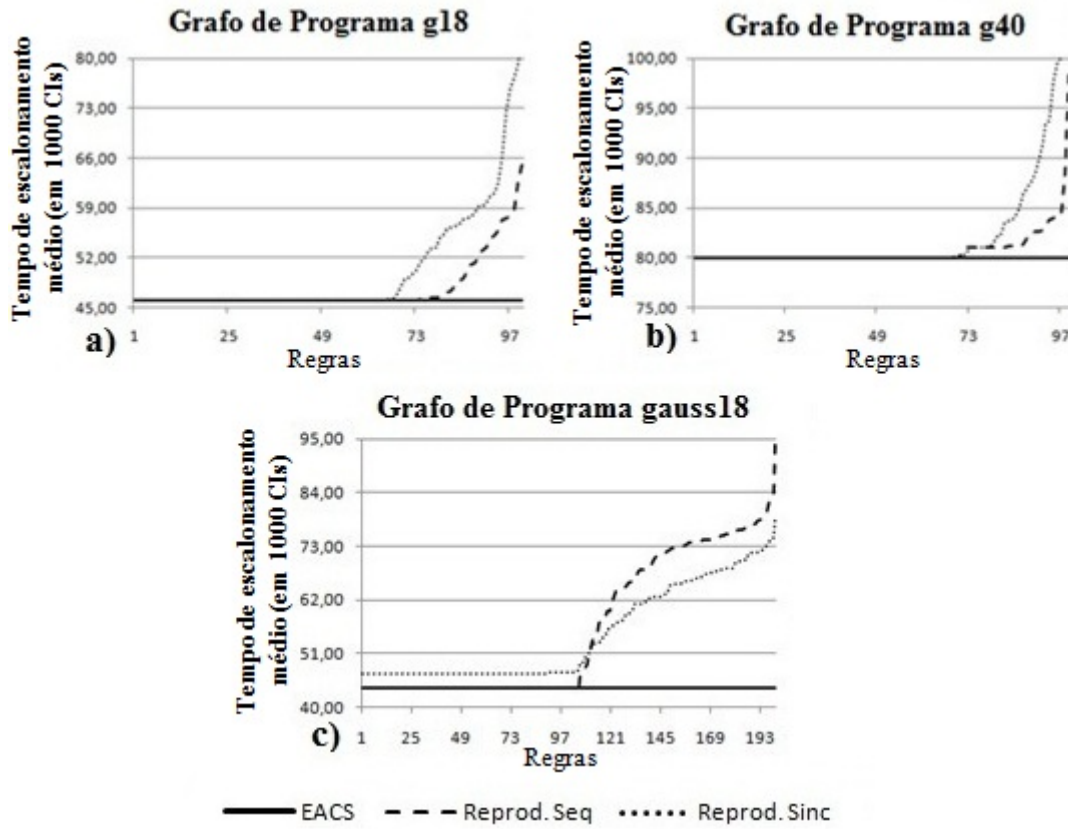 Grafo de Programa g18
Tempo de escalonamento
médio (em 1000 CIs)
80,00
73,00
66,00
59,00
52,00
45,00
1 25 49 73 97
a)
Regras
Grafo de Programa g40
Tempo de escalonamento
médio (em 1000 CIs)
100,00
95,00
90,00
85,00
80,00
75,00
1 25 49 73 97
b)
Regras
Grafo de Programa gauss18
Tempo de escalonamento
médio (em 1000 CIs)
95,00
84,00
73,00
62,00
51,00
40,00
1 25 49 73 97 121 145 169 193
c)
Regras
EACS Reprod. Seq Reprod. Sinc